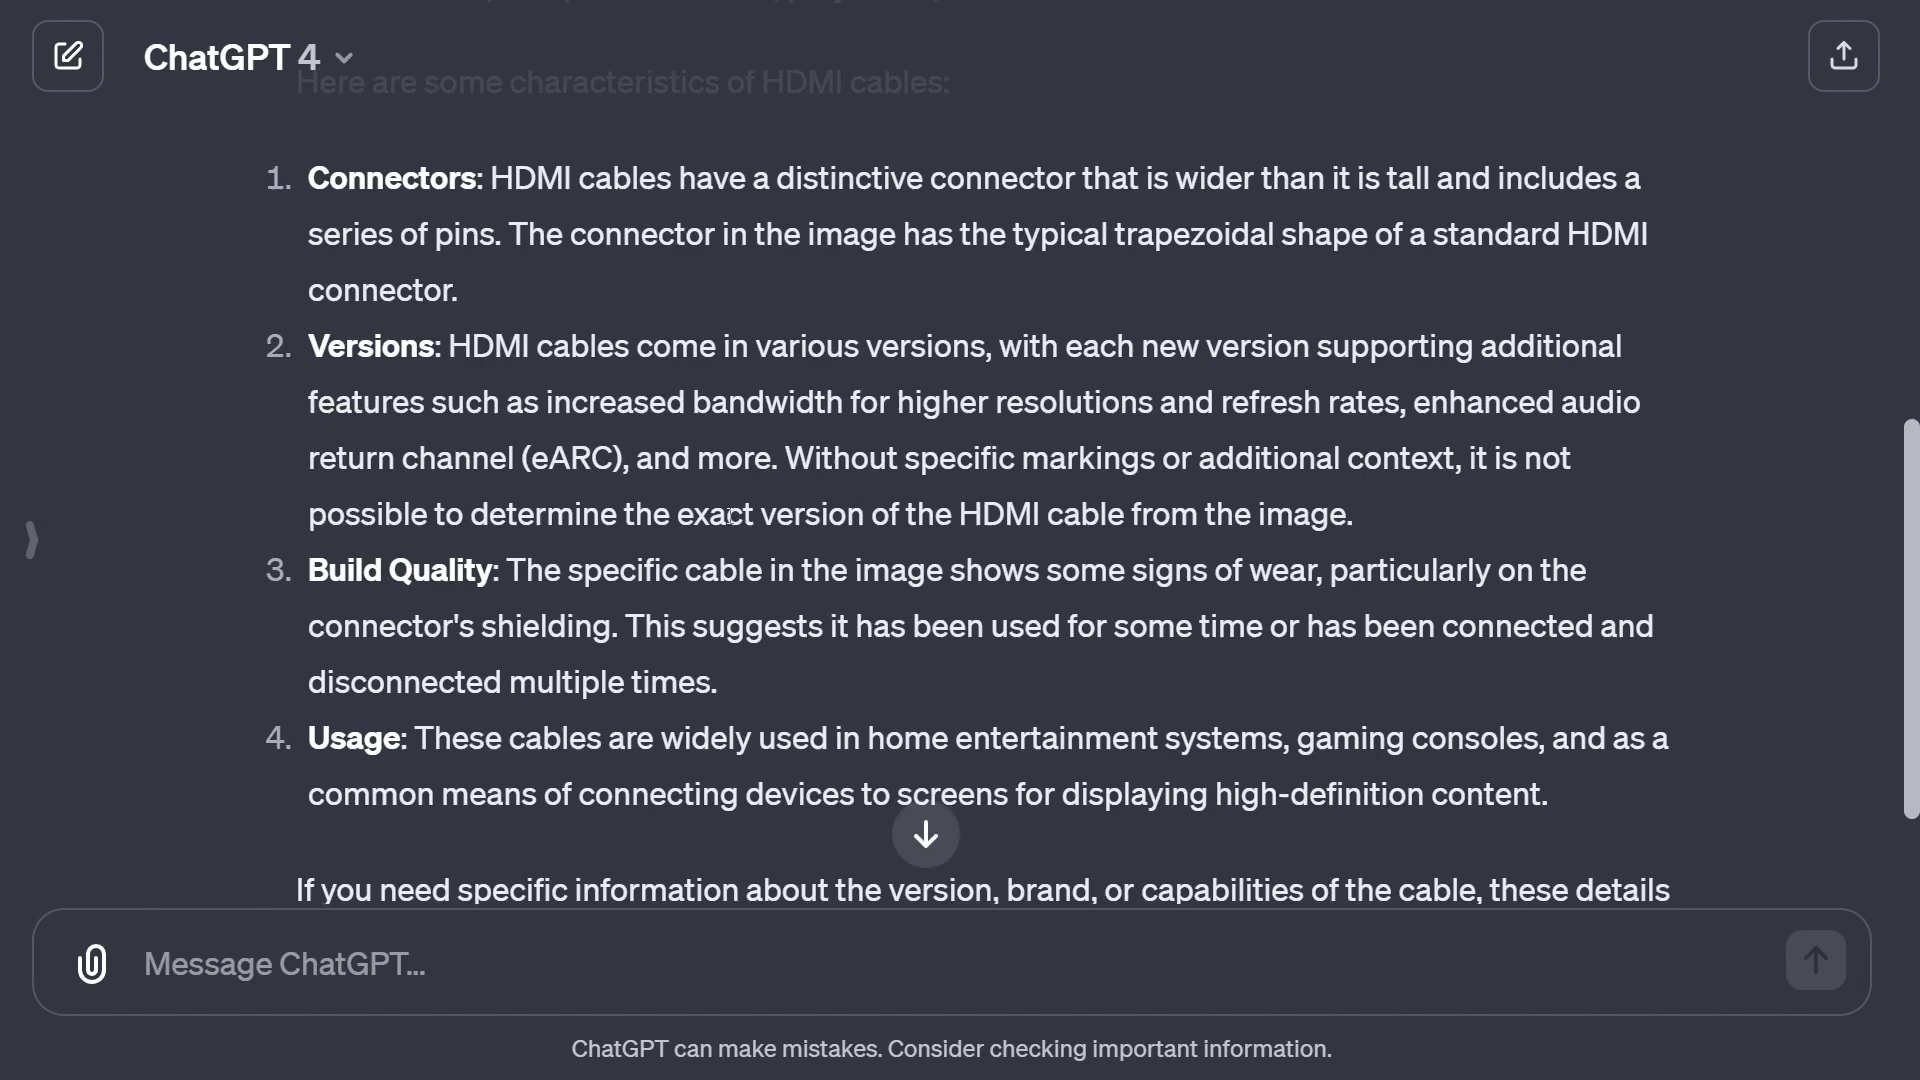 ChatGPT 4
Here are some characteristics of HDMI cables:
1. Connectors: HDMI cables have a distinctive connector that is wider than it is tall and includes a
series of pins. The connector in the image has the typical trapezoidal shape of a standard HDMI
connector.
2. Versions: HDMI cables come in various versions, with each new version supporting additional
features such as increased bandwidth for higher resolutions and refresh rates, enhanced audio
return channel (eARC), and more. Without specific markings or additional context, it is not
possible to determine the exact version of the HDMI cable from the image.
3. Build Quality: The specific cable in the image shows some signs of wear, particularly on the
connector's shielding. This suggests it has been used for some time or has been connected and
disconnected multiple times.
4. Usage: These cables are widely used in home entertainment systems, gaming consoles, and as a
common means of connecting devices to screens for displaying high-definition content.
If you need specific information about the version, brand, or capabilities of the cable, these details
Message ChatGPT...
ChatGPT can make mistakes. Consider checking important information.